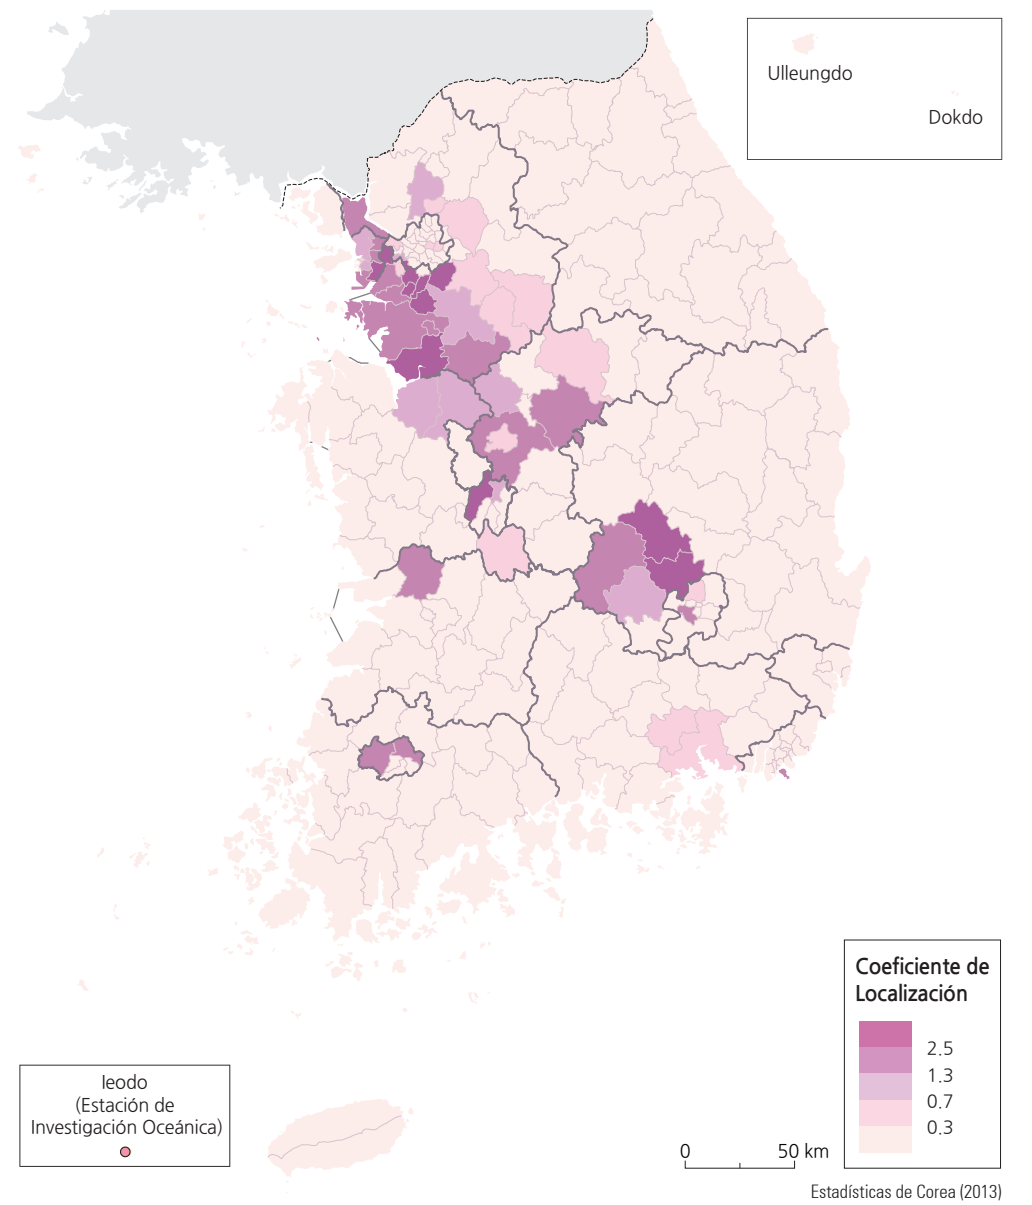 Ulleungdo
Dokdo
Coeficiente de
Localización
2.5
1.3
0.7
0.3
Ieodo
(Estación de
Investigación Oceánica)
0 50 km
Estadísticas de Corea (2013)